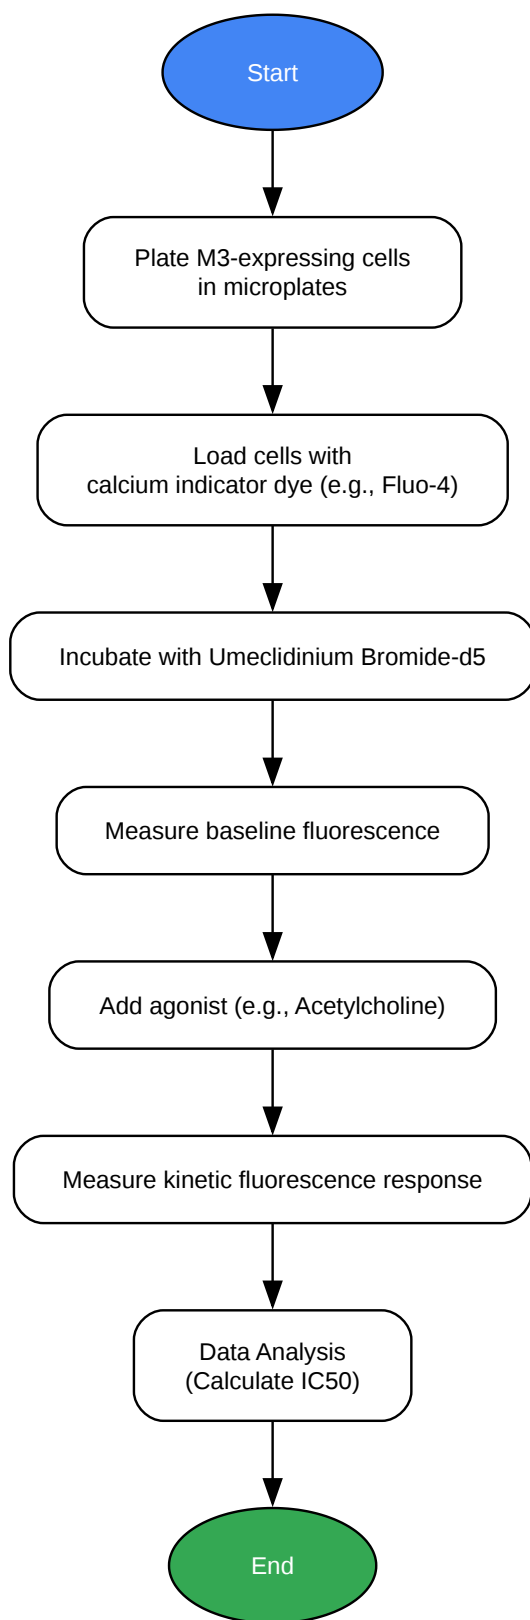 Start
Plate M3-expressing cells
in microplates
Load cells with
calcium indicator dye (e.g., Fluo-4)
Incubate with Umeclidinium Bromide-d5
Measure baseline fluorescence
Add agonist (e.g., Acetylcholine)
Measure kinetic fluorescence response
Data Analysis
(Calculate IC50)
End